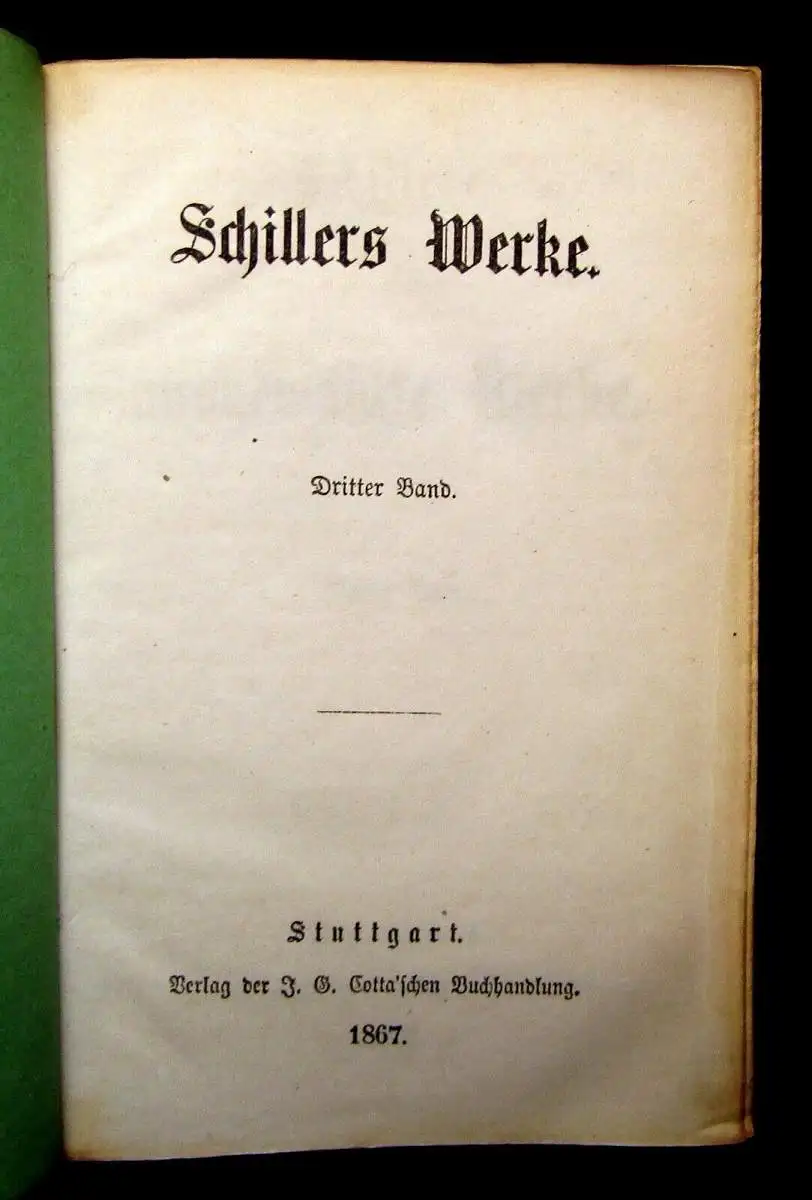 Schillers Werke.
Dritter Band.
Stuttgart.
Verlag der J. G. Cotta'schen Buchhandlung.
1867.